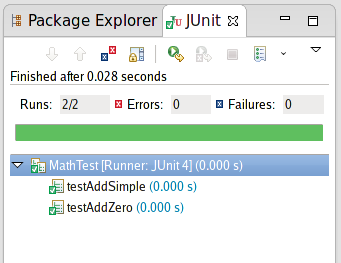 Package Explorer JUnit
Finished after 0.028 seconds
Runs: 2/2 Errors: 0 Failures: 0
MathTest [Runner: JUnit 4] (0.000 s)
testAddSimple (0.000 s)
testAddZero (0.000 s)